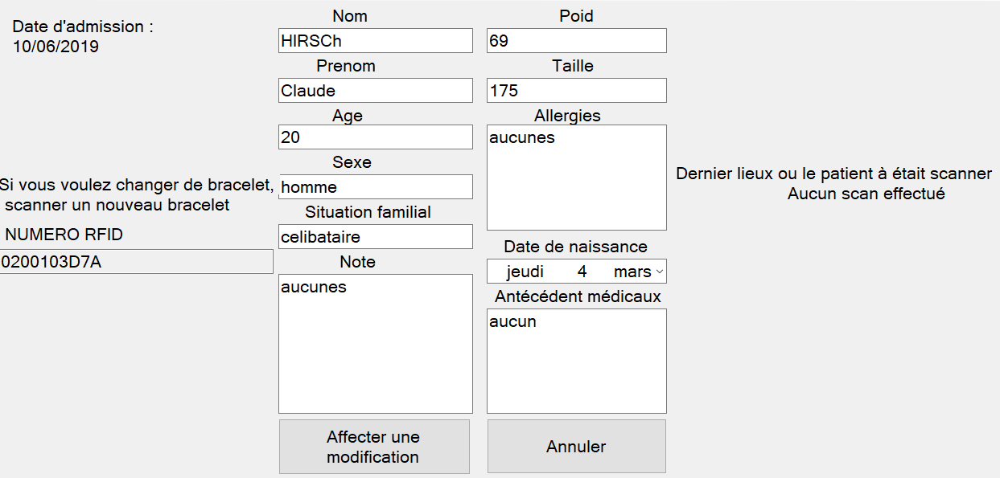 Date d'admission :
10/06/2019
Nom
HIRSCh
Prenom
Claude
Age
20
Sexe
homme
Situation familial
celibataire
Note
aucunes
Poid
69
Taille
175
Allergies
aucunes
Date de naissance
jeudi 4 mars
Antécédent médicaux
aucun
Si vous voulez changer de bracelet,
scanner un nouveau bracelet
NUMERO RFID
0200103D7A
Dernier lieux ou le patient à était scanner
Aucun scan effectué
Affecter une
modification
Annuler